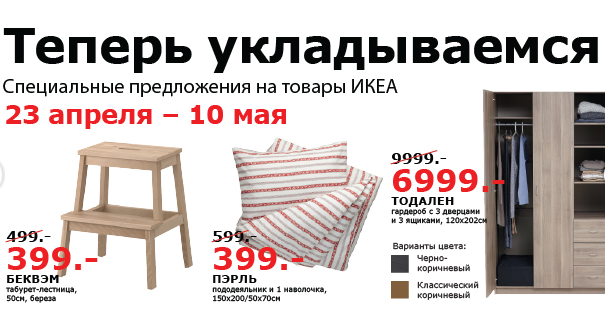 Теперь укладываемся
Специальные предложения на товары ИКЕА
23 апреля – 10 мая
499.-
399.-
БЕКВЭМ
табурет-лестница,
50см, береза
599.-
399.-
ПЭРЛЬ
пододеяльник и 1 наволочка,
150x200/50x70см
9999.-
6999.-
ТОДАЛЕН
гардероб с 3 дверцами
и 3 ящиками, 120x202см
Варианты цвета:
Черно-
коричневый
Классический
коричневый